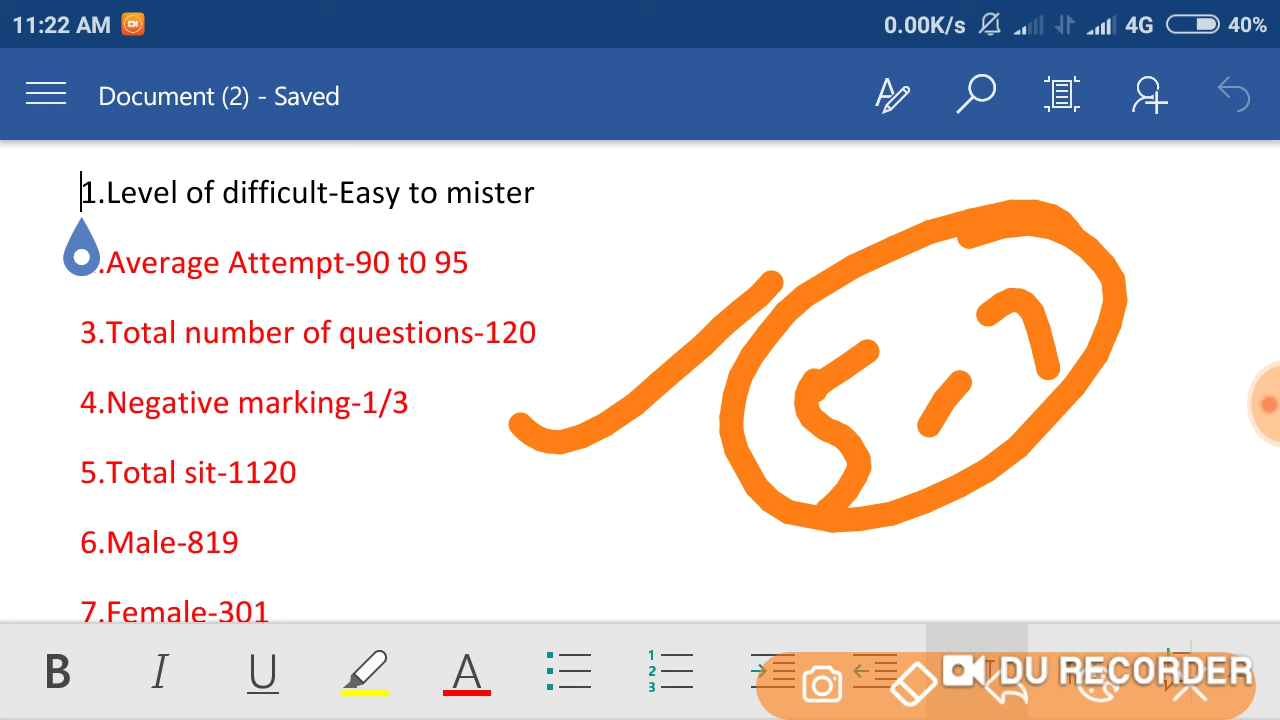 11:22 AM 0.00K/s 4G 40%
Document (2) - Saved
1.Level of difficult-Easy to mister
.Average Attempt-90 t0 95
3.Total number of questions-120
4.Negative marking-1/3
5.Total sit-1120
6.Male-819
7.Female-301
5-7
B I U A 1 2 3
DU RECORDER